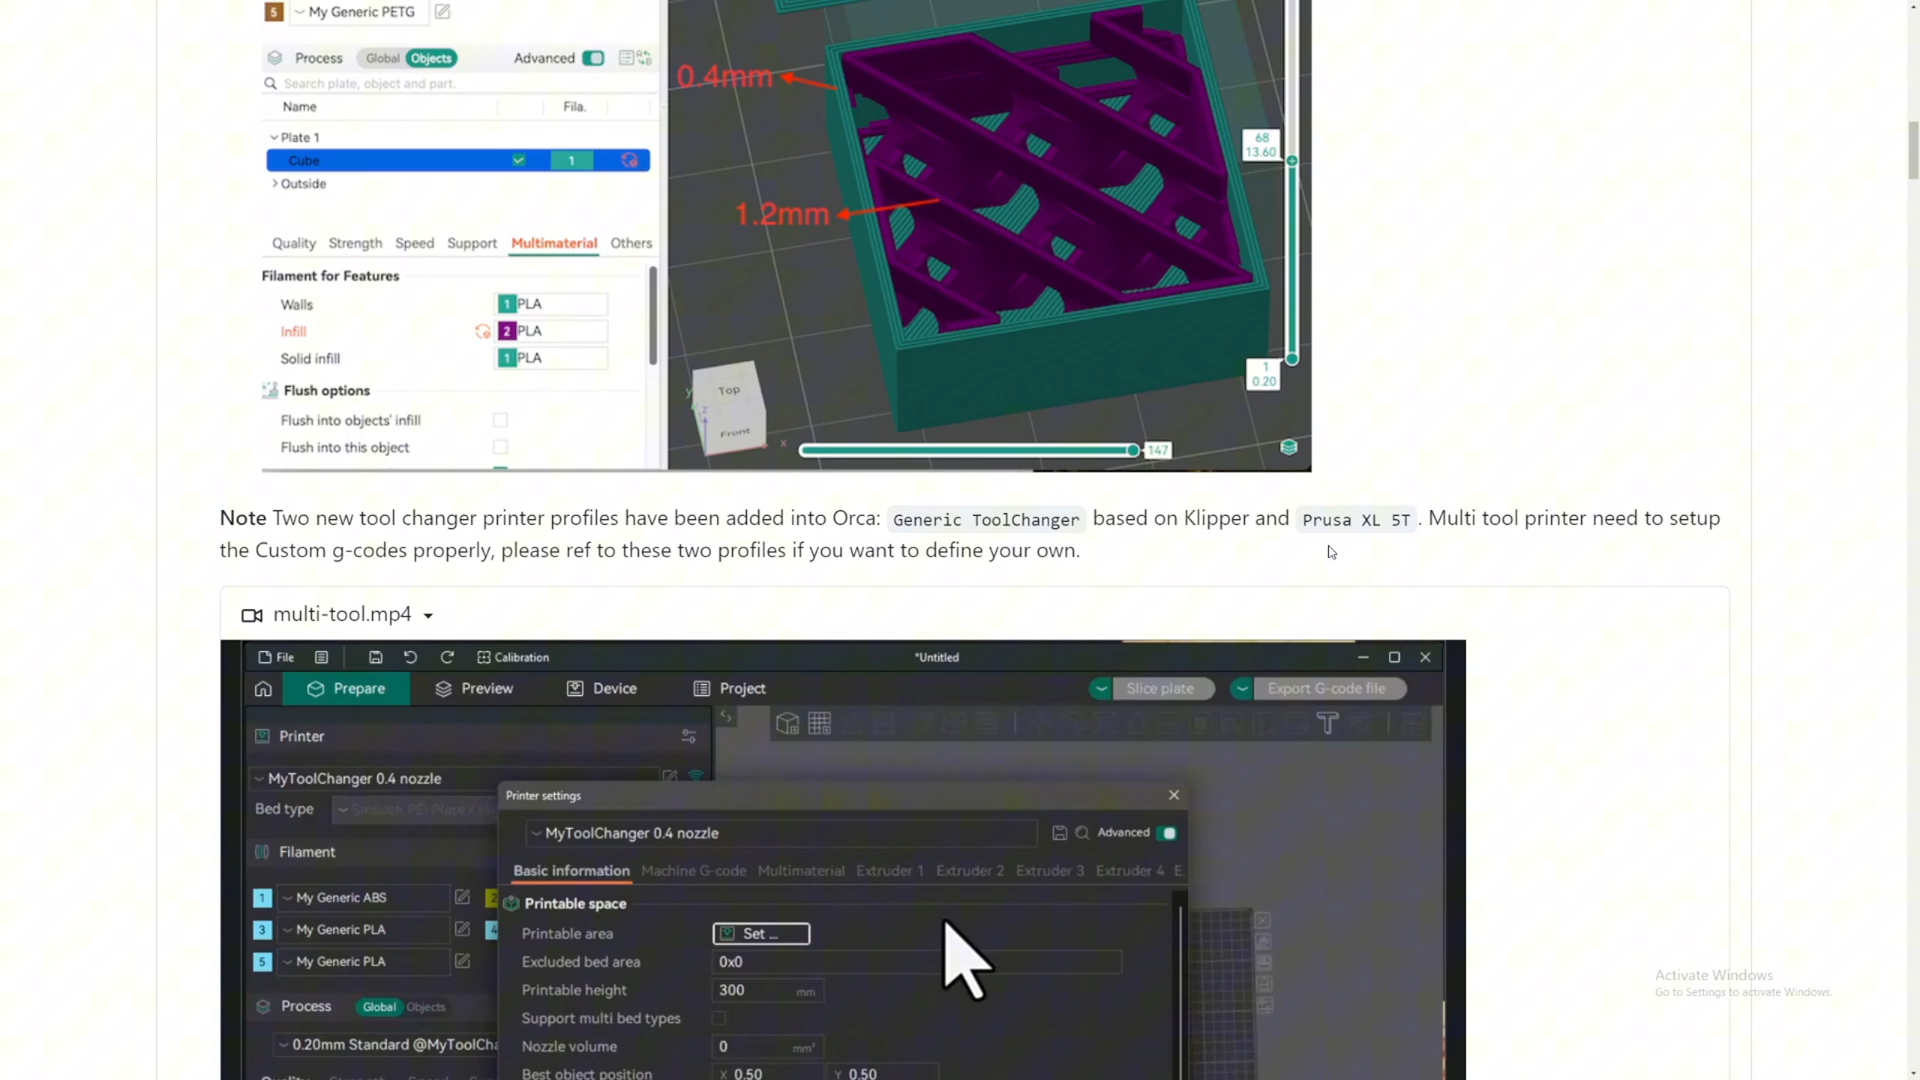 5 My Generic PETG
Process Global Objects Advanced
Search plate, object and part.
Name Fila.
Plate 1
Cube 1
Outside
Quality Strength Speed Support Multimaterial Others
Filament for Features
Walls 1 PLA
Infill 2 PLA
Solid infill 1 PLA
Flush options
Flush into objects' infill
Flush into this object
0.4mm
1.2mm
68
13.60
1
0.20
Top
Front
y
z
x
147
Note Two new tool changer printer profiles have been added into Orca: Generic ToolChanger based on Klipper and Prusa XL 5T. Multi tool printer need to setup
the Custom g-codes properly, please ref to these two profiles if you want to define your own.
multi-tool.mp4
File Calibration *Untitled
Prepare Preview Device Project Slice plate Export G-code file
Printer
MyToolChanger 0.4 nozzle
Bed type
Filament
1 My Generic ABS 2
3 My Generic PLA 4
5 My Generic PLA
Process Global Objects
0.20mm Standard @MyToolCha
Printer settings
MyToolChanger 0.4 nozzle Advanced
Basic information Machine G-code Multimaterial Extruder 1 Extruder 2 Extruder 3 Extruder 4 E
Printable space
Printable area Set ...
Excluded bed area 0x0
Printable height 300 mm
Support multi bed types
Nozzle volume 0 mm³
Best object position X 0.50 Y 0.50
Activate Windows
Go to Settings to activate Windows.